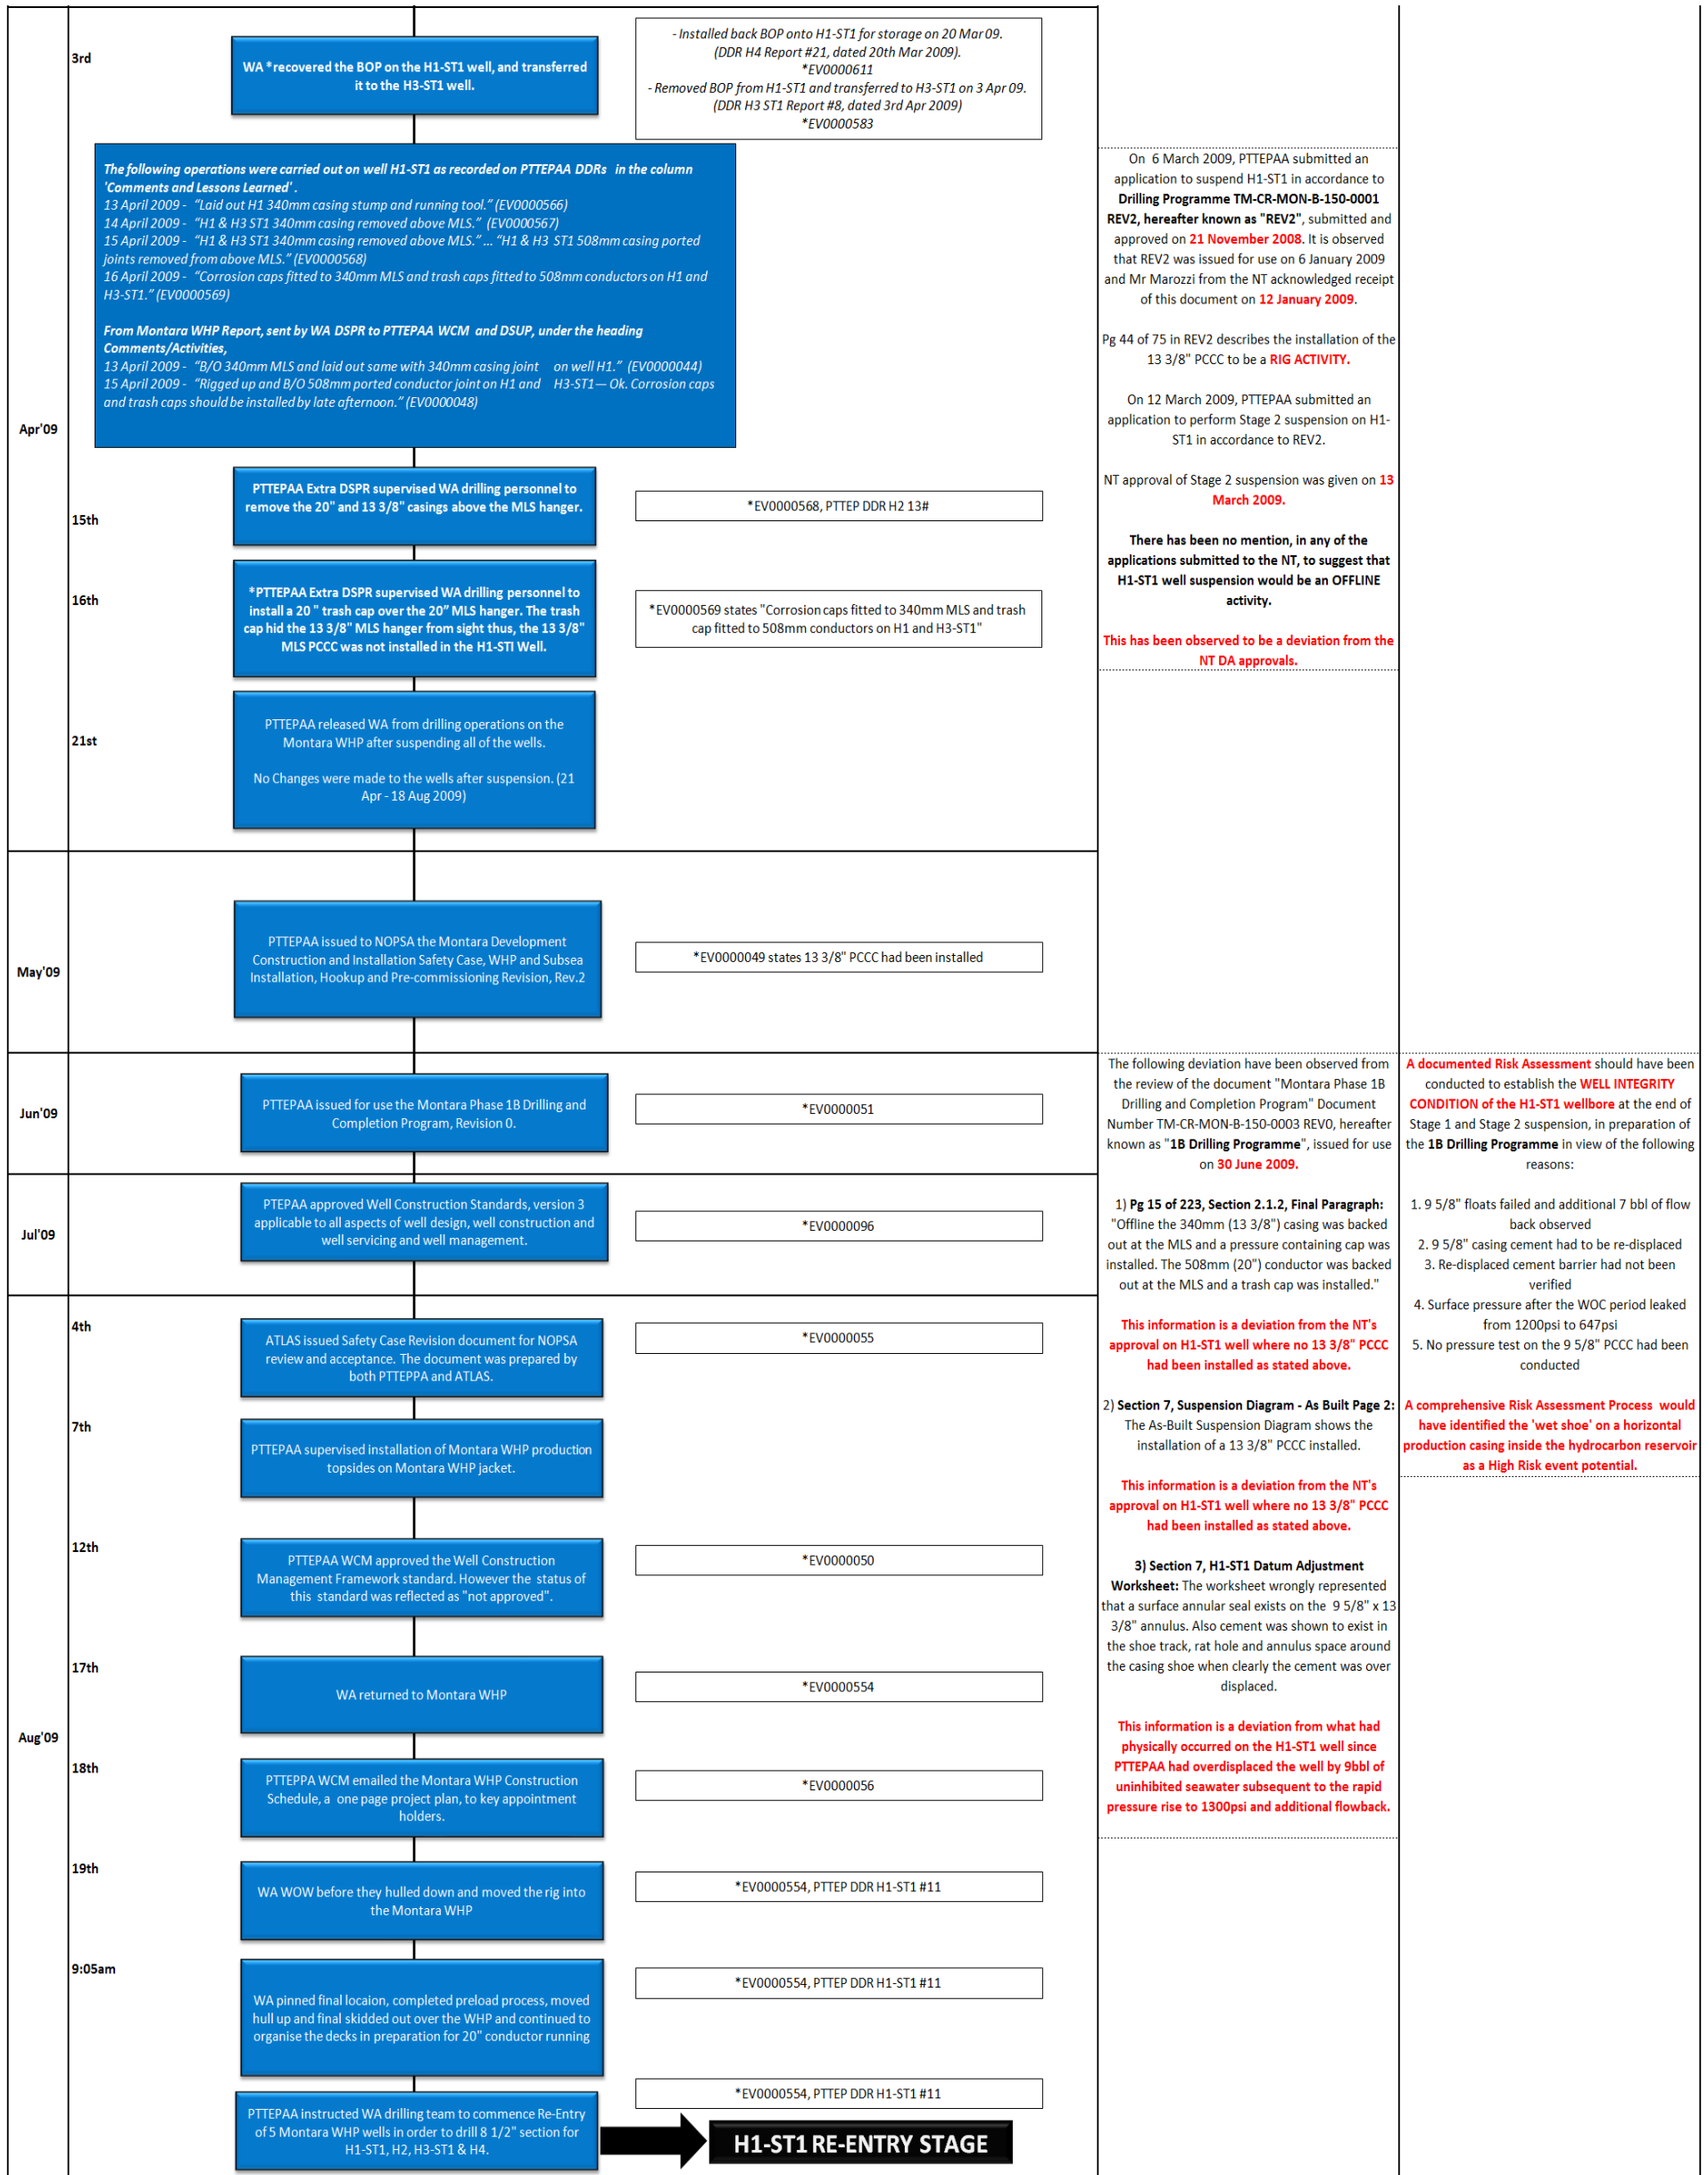 3rd
WA *recovered the BOP on the H1-ST1 well, and transferred
it to the H3-ST1 well.
- Installed back BOP onto H1-ST1 for storage on 20 Mar 09.
(DDR H4 Report #21, dated 20th Mar 2009).
*EV0000611
- Removed BOP from H1-ST1 and transferred to H3-ST1 on 3 Apr 09.
(DDR H3 ST1 Report #8, dated 3rd Apr 2009)
*EV0000583
The following operations were carried out on well H1-ST1 as recorded on PTTEPAA DDRs in the column
'Comments and Lessons Learned' .
13 April 2009 - "Laid out H1 340mm casing stump and running tool." (EV0000566)
14 April 2009 - "H1 & H3 ST1 340mm casing removed above MLS." (EV0000567)
15 April 2009 - "H1 & H3 ST1 340mm casing removed above MLS." ... "H1 & H3 ST1 508mm casing ported
joints removed from above MLS." (EV0000568)
16 April 2009 - "Corrosion caps fitted to 340mm MLS and trash caps fitted to 508mm conductors on H1 and
H3-ST1." (EV0000569)
From Montara WHP Report, sent by WA DSPR to PTTEPAA WCM and DSUP, under the heading
Comments/Activities,
13 April 2009 - "B/O 340mm MLS and laid out same with 340mm casing joint on well H1." (EV0000044)
15 April 2009 - "Rigged up and B/O 508mm ported conductor joint on H1 and H3-ST1— Ok. Corrosion caps
and trash caps should be installed by late afternoon." (EV0000048)
Apr'09
15th
PTTEPAA Extra DSPR supervised WA drilling personnel to
remove the 20" and 13 3/8" casings above the MLS hanger.
*EV0000568, PTTEP DDR H2 13#
16th
*PTTEPAA Extra DSPR supervised WA drilling personnel to
install a 20 " trash cap over the 20" MLS hanger. The trash
cap hid the 13 3/8" MLS hanger from sight thus, the 13 3/8"
MLS PCCC was not installed in the H1-STI Well.
*EV0000569 states "Corrosion caps fitted to 340mm MLS and trash
cap fitted to 508mm conductors on H1 and H3-ST1"
21st
PTTEPAA released WA from drilling operations on the
Montara WHP after suspending all of the wells.
No Changes were made to the wells after suspension. (21
Apr - 18 Aug 2009)
On 6 March 2009, PTTEPAA submitted an
application to suspend H1-ST1 in accordance to
Drilling Programme TM-CR-MON-B-150-0001
REV2, hereafter known as "REV2", submitted and
approved on 21 November 2008. It is observed
that REV2 was issued for use on 6 January 2009
and Mr Marozzi from the NT acknowledged receipt
of this document on 12 January 2009.
Pg 44 of 75 in REV2 describes the installation of the
13 3/8" PCCC to be a RIG ACTIVITY.
On 12 March 2009, PTTEPAA submitted an
application to perform Stage 2 suspension on H1-
ST1 in accordance to REV2.
NT approval of Stage 2 suspension was given on 13
March 2009.
There has been no mention, in any of the
applications submitted to the NT, to suggest that
H1-ST1 well suspension would be an OFFLINE
activity.
This has been observed to be a deviation from the
NT DA approvals.
May'09
PTTEPAA issued to NOPSA the Montara Development
Construction and Installation Safety Case, WHP and Subsea
Installation, Hookup and Pre-commissioning Revision, Rev.2
*EV0000049 states 13 3/8" PCCC had been installed
Jun'09
PTTEPAA issued for use the Montara Phase 1B Drilling and
Completion Program, Revision 0.
*EV0000051
Jul'09
PTEPAA approved Well Construction Standards, version 3
applicable to all aspects of well design, well construction and
well servicing and well management.
*EV0000096
Aug'09
4th
ATLAS issued Safety Case Revision document for NOPSA
review and acceptance. The document was prepared by
both PTTEPPA and ATLAS.
*EV0000055
7th
PTTEPAA supervised installation of Montara WHP production
topsides on Montara WHP jacket.
12th
PTTEPAA WCM approved the Well Construction
Management Framework standard. However the status of
this standard was reflected as "not approved".
*EV0000050
17th
WA returned to Montara WHP
*EV0000554
18th
PTTEPPA WCM emailed the Montara WHP Construction
Schedule, a one page project plan, to key appointment
holders.
*EV0000056
19th
WA WOW before they hulled down and moved the rig into
the Montara WHP
*EV0000554, PTTEP DDR H1-ST1 #11
9:05am
WA pinned final locaion, completed preload process, moved
hull up and final skidded out over the WHP and continued to
organise the decks in preparation for 20" conductor running
*EV0000554, PTTEP DDR H1-ST1 #11
PTTEPAA instructed WA drilling team to commence Re-Entry
of 5 Montara WHP wells in order to drill 8 1/2" section for
H1-ST1, H2, H3-ST1 & H4.
*EV0000554, PTTEP DDR H1-ST1 #11
H1-ST1 RE-ENTRY STAGE
The following deviation have been observed from
the review of the document "Montara Phase 1B
Drilling and Completion Program" Document
Number TM-CR-MON-B-150-0003 REV0, hereafter
known as "1B Drilling Programme", issued for use
on 30 June 2009.
1) Pg 15 of 223, Section 2.1.2, Final Paragraph:
"Offline the 340mm (13 3/8") casing was backed
out at the MLS and a pressure containing cap was
installed. The 508mm (20") conductor was backed
out at the MLS and a trash cap was installed."
This information is a deviation from the NT's
approval on H1-ST1 well where no 13 3/8" PCCC
had been installed as stated above.
2) Section 7, Suspension Diagram - As Built Page 2:
The As-Built Suspension Diagram shows the
installation of a 13 3/8" PCCC installed.
This information is a deviation from the NT's
approval on H1-ST1 well where no 13 3/8" PCCC
had been installed as stated above.
3) Section 7, H1-ST1 Datum Adjustment
Worksheet: The worksheet wrongly represented
that a surface annular seal exists on the 9 5/8" x 13
3/8" annulus. Also cement was shown to exist in
the shoe track, rat hole and annulus space around
the casing shoe when clearly the cement was over
displaced.
This information is a deviation from what had
physically occurred on the H1-ST1 well since
PTTEPAA had overdisplaced the well by 9bbl of
uninhibited seawater subsequent to the rapid
pressure rise to 1300psi and additional flowback.
A documented Risk Assessment should have been
conducted to establish the WELL INTEGRITY
CONDITION of the H1-ST1 wellbore at the end of
Stage 1 and Stage 2 suspension, in preparation of
the 1B Drilling Programme in view of the following
reasons:
1. 9 5/8" floats failed and additional 7 bbl of flow
back observed
2. 9 5/8" casing cement had to be re-displaced
3. Re-displaced cement barrier had not been
verified
4. Surface pressure after the WOC period leaked
from 1200psi to 647psi
5. No pressure test on the 9 5/8" PCCC had been
conducted
A comprehensive Risk Assessment Process would
have identified the 'wet shoe' on a horizontal
production casing inside the hydrocarbon reservoir
as a High Risk event potential.